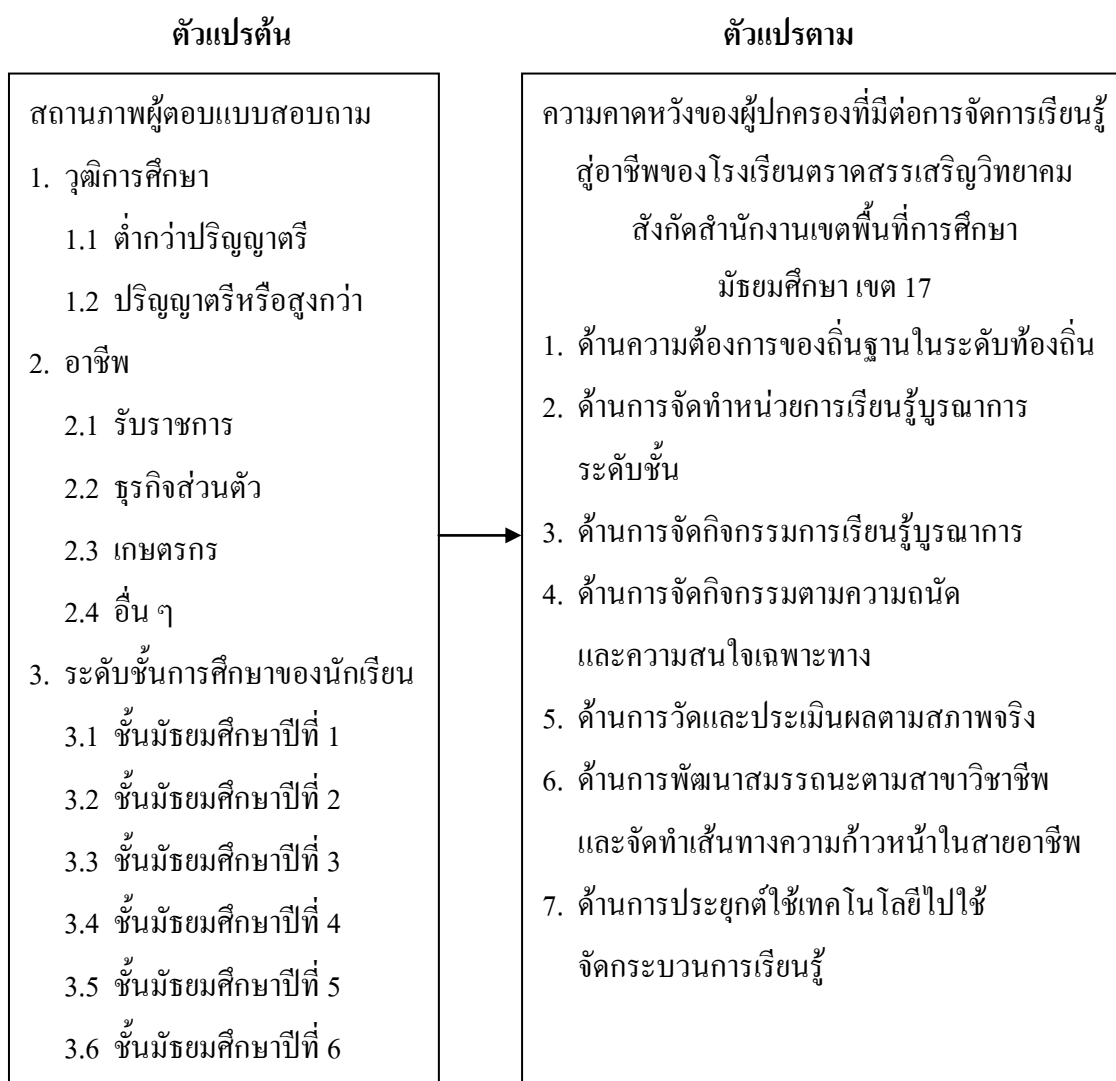 ตัวแปรต้น
สถานภาพผู้ตอบแบบสอบถาม
1. วุฒิการศึกษา
1.1 ต่ำกว่าปริญญาตรี
1.2 ปริญญาตรีหรือสูงกว่า
2. อาชีพ
2.1 รับราชการ
2.2 ธุรกิจส่วนตัว
2.3 เกษตรกร
2.4 อื่น ๆ
3. ระดับชั้นการศึกษาของนักเรียน
3.1 ชั้นมัธยมศึกษาปีที่ 1
3.2 ชั้นมัธยมศึกษาปีที่ 2
3.3 ชั้นมัธยมศึกษาปีที่ 3
3.4 ชั้นมัธยมศึกษาปีที่ 4
3.5 ชั้นมัธยมศึกษาปีที่ 5
3.6 ชั้นมัธยมศึกษาปีที่ 6
ตัวแปรตาม
ความคาดหวังของผู้ปกครองที่มีต่อการจัดการเรียนรู้
สู่อาชีพของโรงเรียนตราดสรรเสริญวิทยาคม
สังกัดสำนักงานเขตพื้นที่การศึกษา
มัธยมศึกษา เขต 17
1. ด้านความต้องการของถิ่นฐานในระดับท้องถิ่น
2. ด้านการจัดทำหน่วยการเรียนรู้บูรณาการ
ระดับชั้น
3. ด้านการจัดกิจกรรมการเรียนรู้บูรณาการ
4. ด้านการจัดกิจกรรมตามความถนัด
และความสนใจเฉพาะทาง
5. ด้านการวัดและประเมินผลตามสภาพจริง
6. ด้านการพัฒนาสมรรถนะตามสาขาวิชาชีพ
และจัดทำเส้นทางความก้าวหน้าในสายอาชีพ
7. ด้านการประยุกต์ใช้เทคโนโลยีไปใช้
จัดกระบวนการเรียนรู้